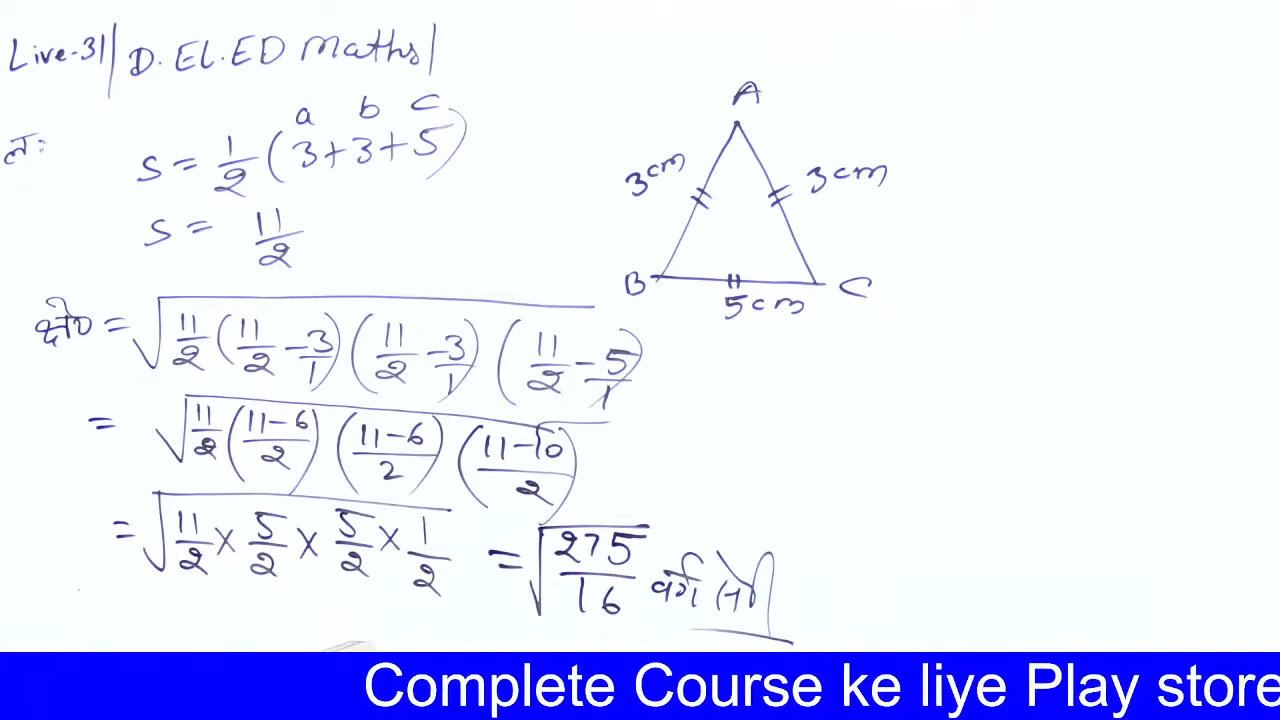 Live-31| D. EL.ED Maths|
a b c
S = 1/2 (3+3+5)
S = 11/2
A
3cm 3cm
B C
5cm
क्षे० = √(11/2 (11/2 - 3/1) (11/2 - 3/1) (11/2 - 5/1))
= √(11/2 ((11-6)/2) ((11-6)/2) ((11-10)/2))
= √(11/2 × 5/2 × 5/2 × 1/2) = √(275/16) वर्ग सेमी
Complete Course ke liye Play store